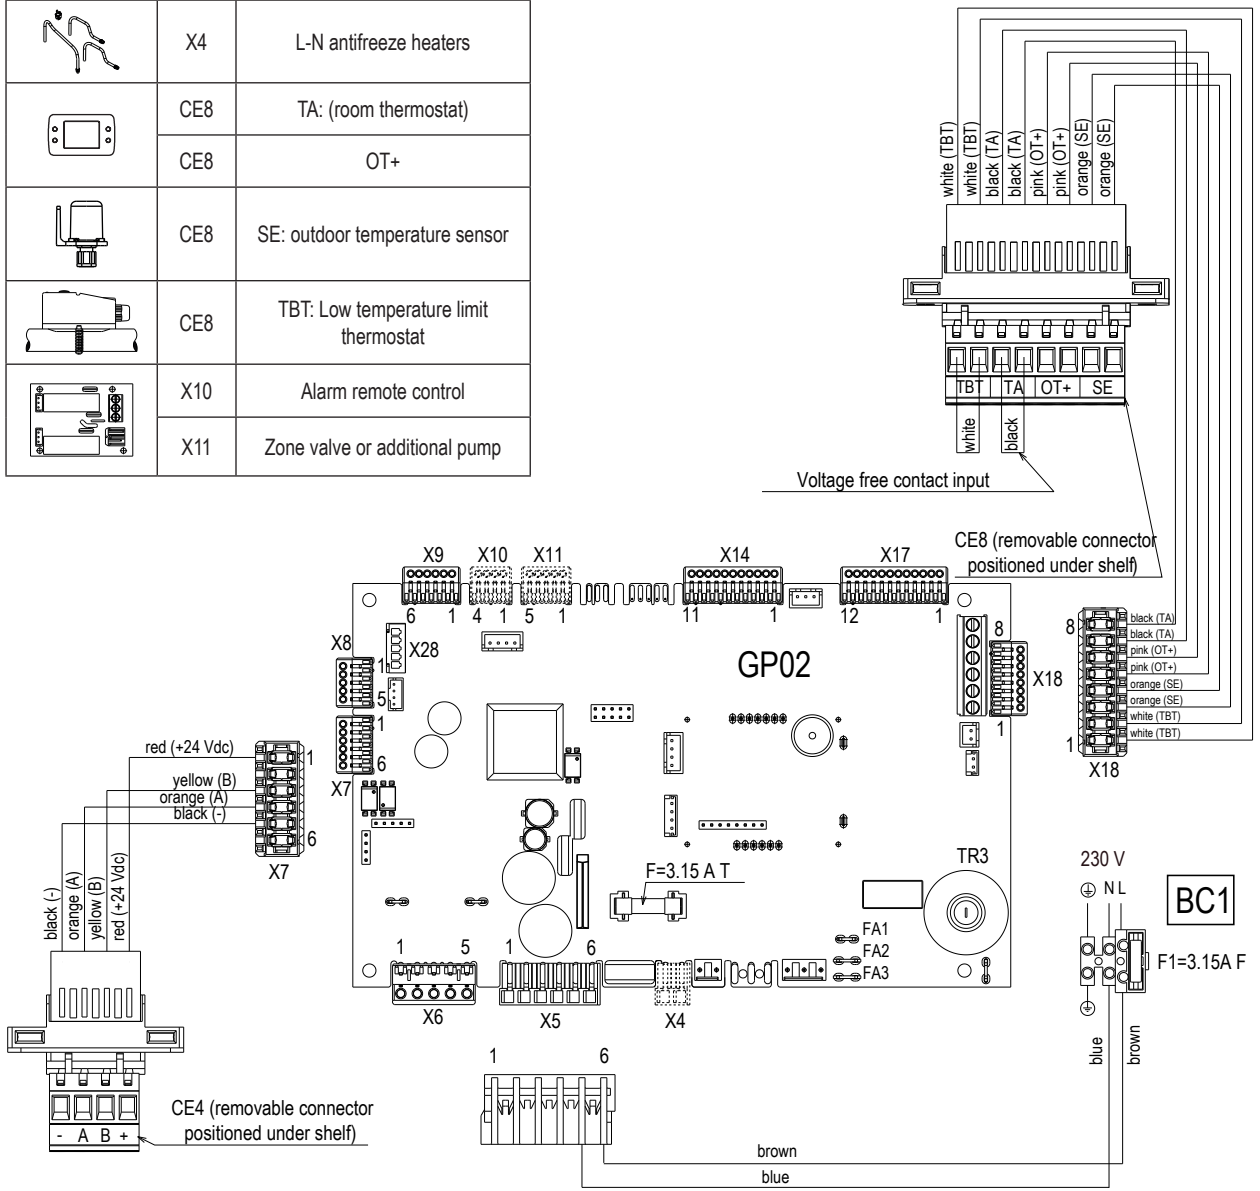 X4 L-N antifreeze heaters
CE8 TA: (room thermostat)
CE8 OT+
CE8 SE: outdoor temperature sensor
CE8 TBT: Low temperature limit
thermostat
X10 Alarm remote control
X11 Zone valve or additional pump
white (TBT)
white (TBT)
black (TA)
black (TA)
pink (OT+)
pink (OT+)
orange (SE)
orange (SE)
TBT TA OT+ SE
white
black
Voltage free contact input
CE8 (removable connector
positioned under shelf)
X9 X10 X11 X14 X17
6 1 4 1 5 1 11 1 12 1
X8
1
X28
5
1
6
X7
GP02
8
X18
1
8
1
X18
black (TA)
black (TA)
pink (OT+)
pink (OT+)
orange (SE)
orange (SE)
white (TBT)
white (TBT)
red (+24 Vdc)
yellow (B)
orange (A)
black (-)
1
6
X7
black (-)
orange (A)
yellow (B)
red (+24 Vdc)
- A B +
CE4 (removable connector
positioned under shelf)
F=3.15 A T
TR3
FA1
FA2
FA3
1 5 1 6
X6 X5 X4
230 V
N L
BC1
F1=3.15A F
blue
brown
1 6
brown
blue